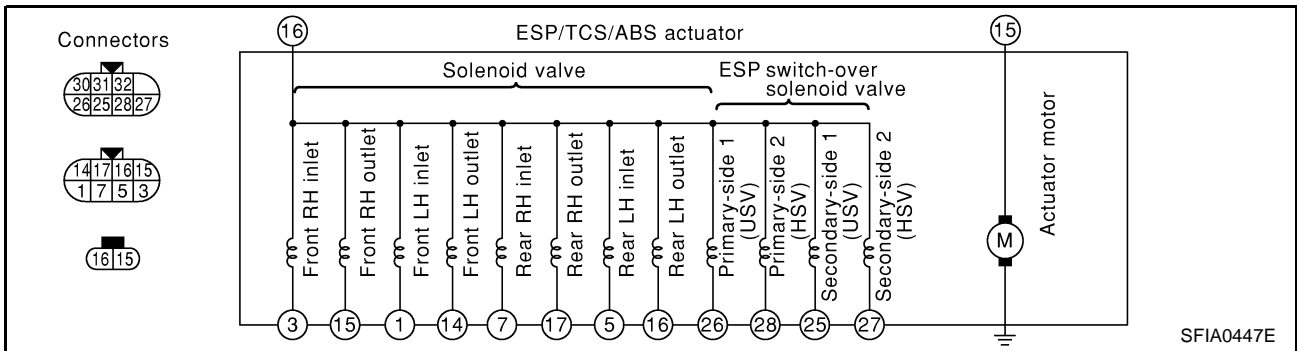 16
ESP/TCS/ABS actuator
15
Connectors
30 31 32
26 25 28 27
14 17 16 15
1 7 5 3
16 15
Solenoid valve
ESP switch-over
solenoid valve
Front RH inlet
Front RH outlet
Front LH inlet
Front LH outlet
Rear RH inlet
Rear RH outlet
Rear LH inlet
Rear LH outlet
Primary-side 1
(USV)
Primary-side 2
(HSV)
Secondary-side 1
(USV)
Secondary-side 2
(HSV)
M
Actuator motor
3 15 1 14 7 17 5 16 26 28 25 27
SFIA0447E